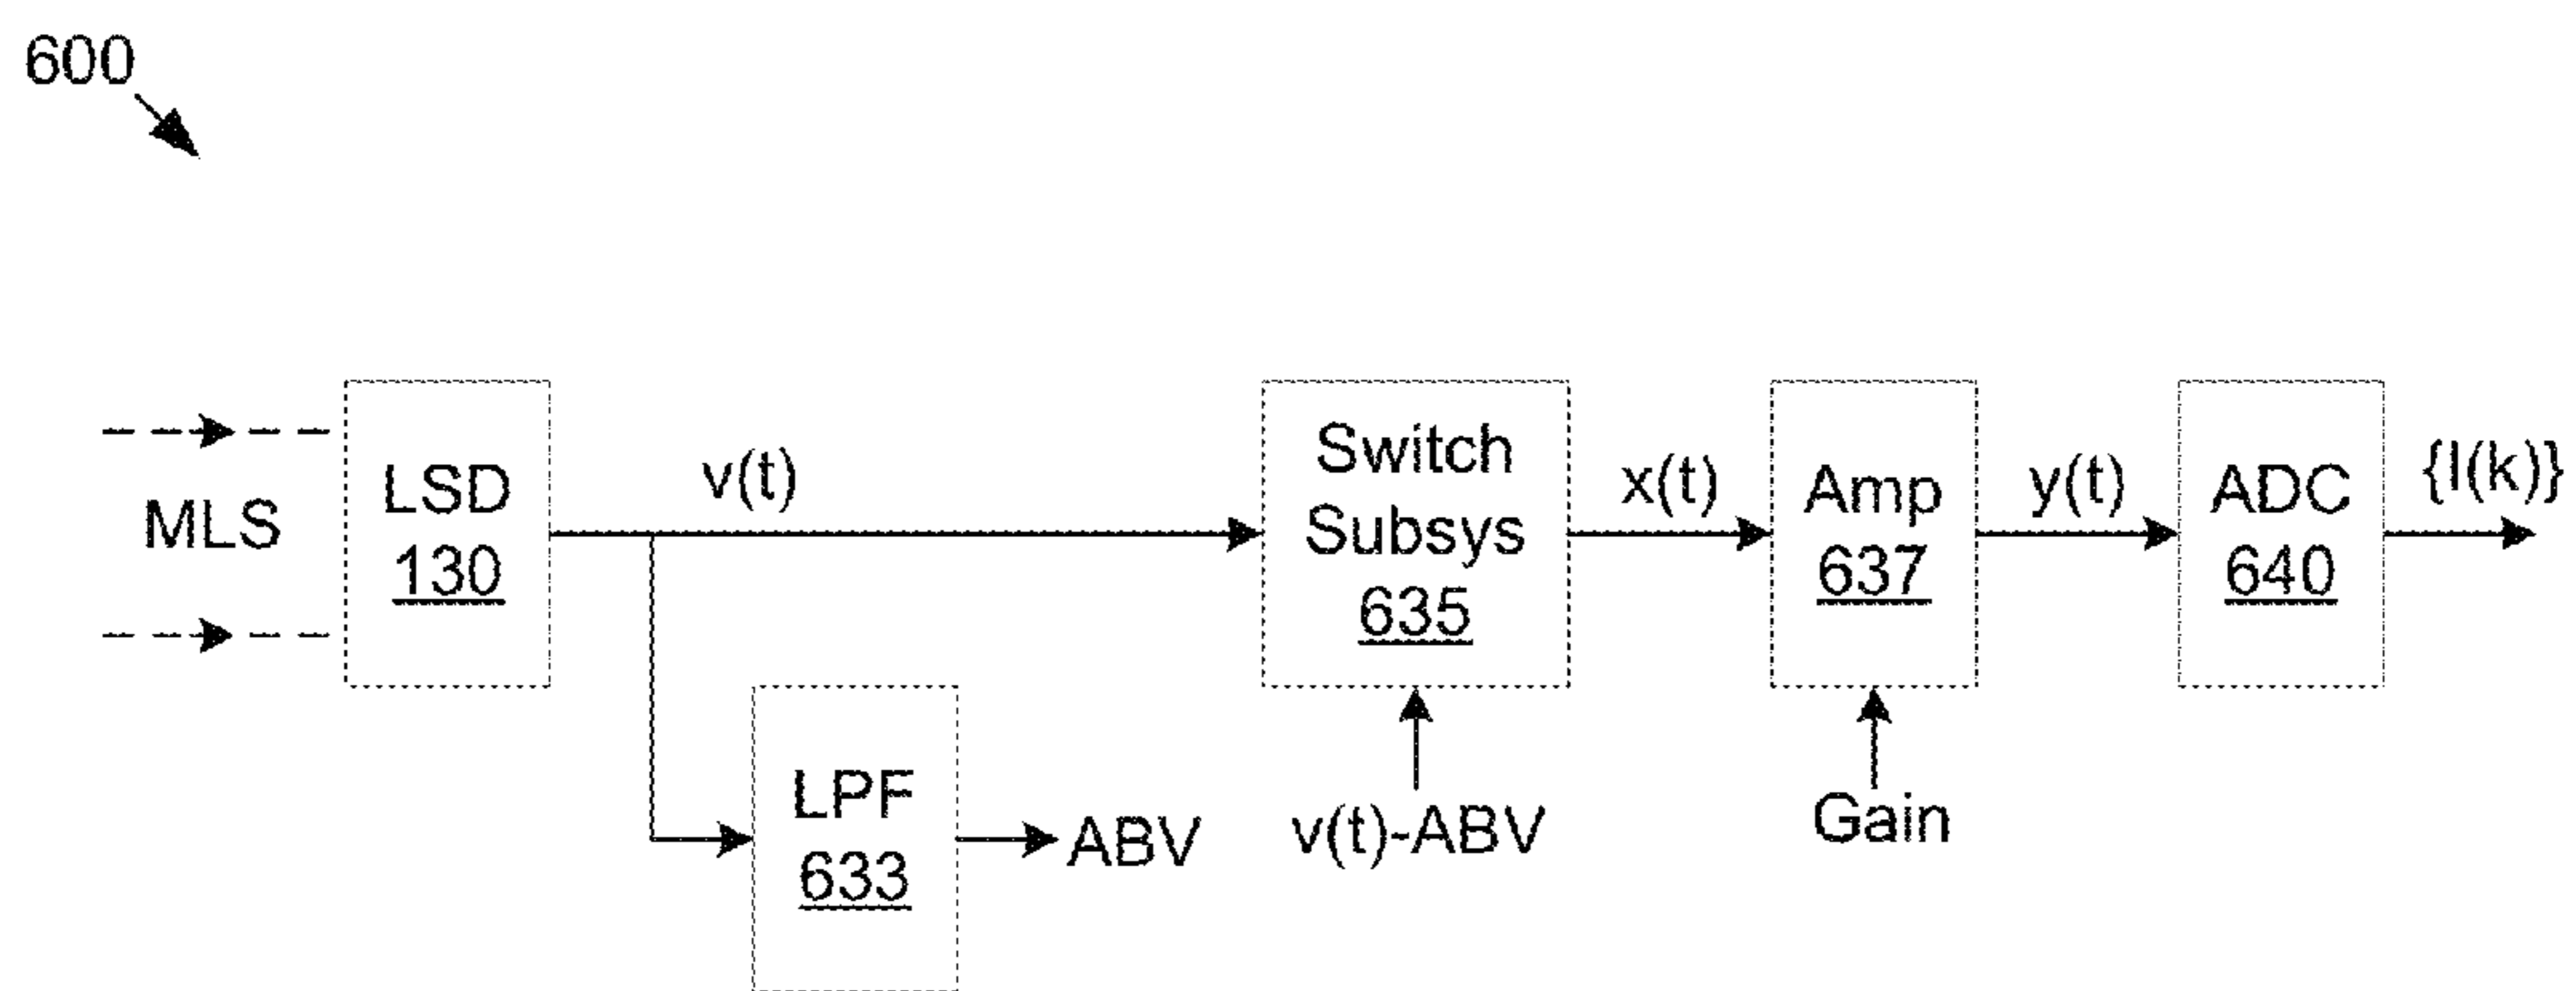 600
MLS
LSD
130
v(t)
LPF
633
ABV
Switch
Subsys
635
v(t)-ABV
x(t)
Amp
637
Gain
y(t)
ADC
640
{I(k)}